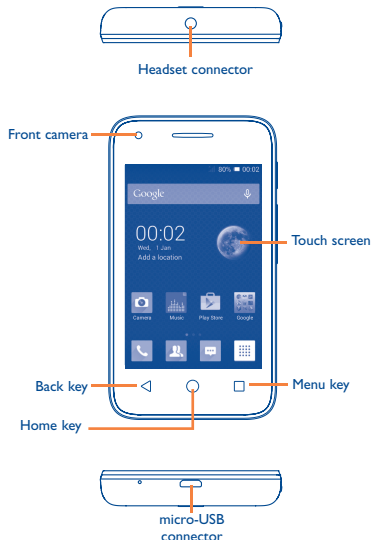 Headset connector
Front camera
80% 00:02
Google
00:02
Wed, 1 Jan
Add a location
Touch screen
Camera Music Play Store Google
Back key
Menu key
Home key
micro-USB
connector